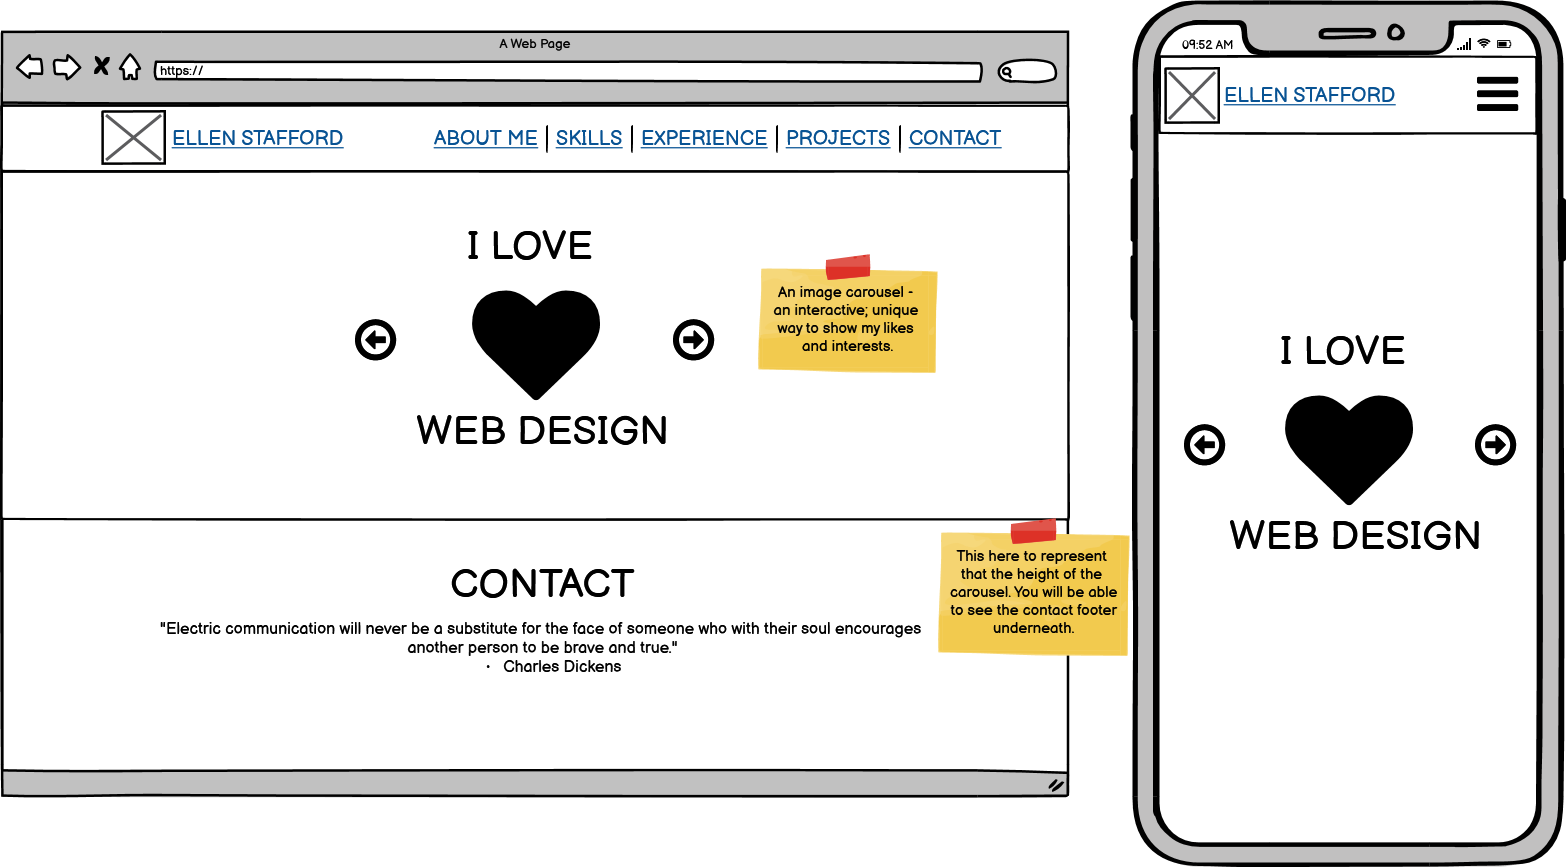 A Web Page
https://
ELLEN STAFFORD
ABOUT ME | SKILLS | EXPERIENCE | PROJECTS | CONTACT
I LOVE
WEB DESIGN
An image carousel -
an interactive; unique
way to show my likes
and interests.
CONTACT
"Electric communication will never be a substitute for the face of someone who with their soul encourages
another person to be brave and true."
• Charles Dickens
This here to represent
that the height of the
carousel. You will be able
to see the contact footer
underneath.
09:52 AM
ELLEN STAFFORD
I LOVE
WEB DESIGN